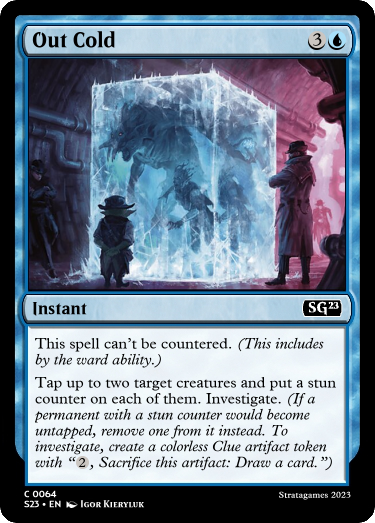 Out Cold 3
SG23
Instant
This spell can't be countered. (This includes
by the ward ability.)
Tap up to two target creatures and put a stun
counter on each of them. Investigate. (If a
permanent with a stun counter would become
untapped, remove one from it instead. To
investigate, create a colorless Clue artifact token
with “2, Sacrifice this artifact: Draw a card.”)
C 0064
S23 • EN Igor Kieryluk
Stratagames 2023